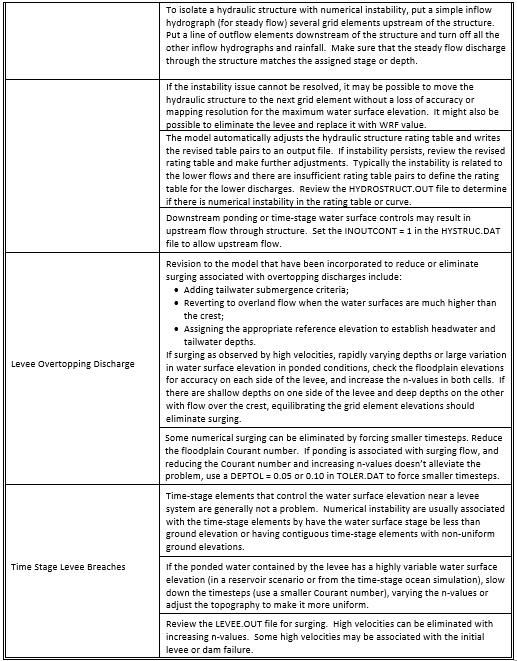 To isolate a hydraulic structure with numerical instability, put a simple inflow
hydrograph (for steady flow) several grid elements upstream of the structure.
Put a line of outflow elements downstream of the structure and turn off all the
other inflow hydrographs and rainfall.  Make sure that the steady flow discharge
through the structure matches the assigned stage or depth.
If the instability issue cannot be resolved, it may be possible to move the
hydraulic structure to the next grid element without a loss of accuracy or
mapping resolution for the maximum water surface elevation.  It might also be
possible to eliminate the levee and replace it with WRF value.
The model automatically adjusts the hydraulic structure rating table and writes
the revised table pairs to an output file.  If instability persists, review the revised
rating table and make further adjustments.  Typically the instability is related to
the lower flows and there are insufficient rating table pairs to define the rating
table for the lower discharges.  Review the HYDROSTRUCT.OUT file to determine
if there is numerical instability in the rating table or curve.
Downstream ponding or time-stage water surface controls may result in
upstream flow through structure.  Set the INOUTCONT = 1 in the HYSTRUC.DAT
file to allow upstream flow.
Levee Overtopping Discharge
Revision to the model that have been incorporated to reduce or eliminate
surging associated with overtopping discharges include:
• Adding tailwater submergence criteria;
• Reverting to overland flow when the water surfaces are much higher than
the crest;
• Assigning the appropriate reference elevation to establish headwater and
tailwater depths.
If surging as observed by high velocities, rapidly varying depths or large variation
in water surface elevation in ponded conditions, check the floodplain elevations
for accuracy on each side of the levee, and increase the n-values in both cells.  If
there are shallow depths on one side of the levee and deep depths on the other
with flow over the crest, equilibrating the grid element elevations should
eliminate surging.
Some numerical surging can be eliminated by forcing smaller timesteps. Reduce
the floodplain Courant number.  If ponding is associated with surging flow, and
reducing the Courant number and increasing n-values doesn't alleviate the
problem, use a DEPTOL = 0.05 or 0.10 in TOLER.DAT to force smaller timesteps.
Time Stage Levee Breaches
Time-stage elements that control the water surface elevation near a levee
system are generally not a problem.  Numerical instability are usually associated
with the time-stage elements by have the water surface stage be less than
ground elevation or having contiguous time-stage elements with non-uniform
ground elevations.
If the ponded water contained by the levee has a highly variable water surface
elevation (in a reservoir scenario or from the time-stage ocean simulation), slow
down the timesteps (use a smaller Courant number), varying the n-values or
adjust the topography to make it more uniform.
Review the LEVEE.OUT file for surging.  High velocities can be eliminated with
increasing n-values.  Some high velocities may be associated with the initial
levee or dam failure.